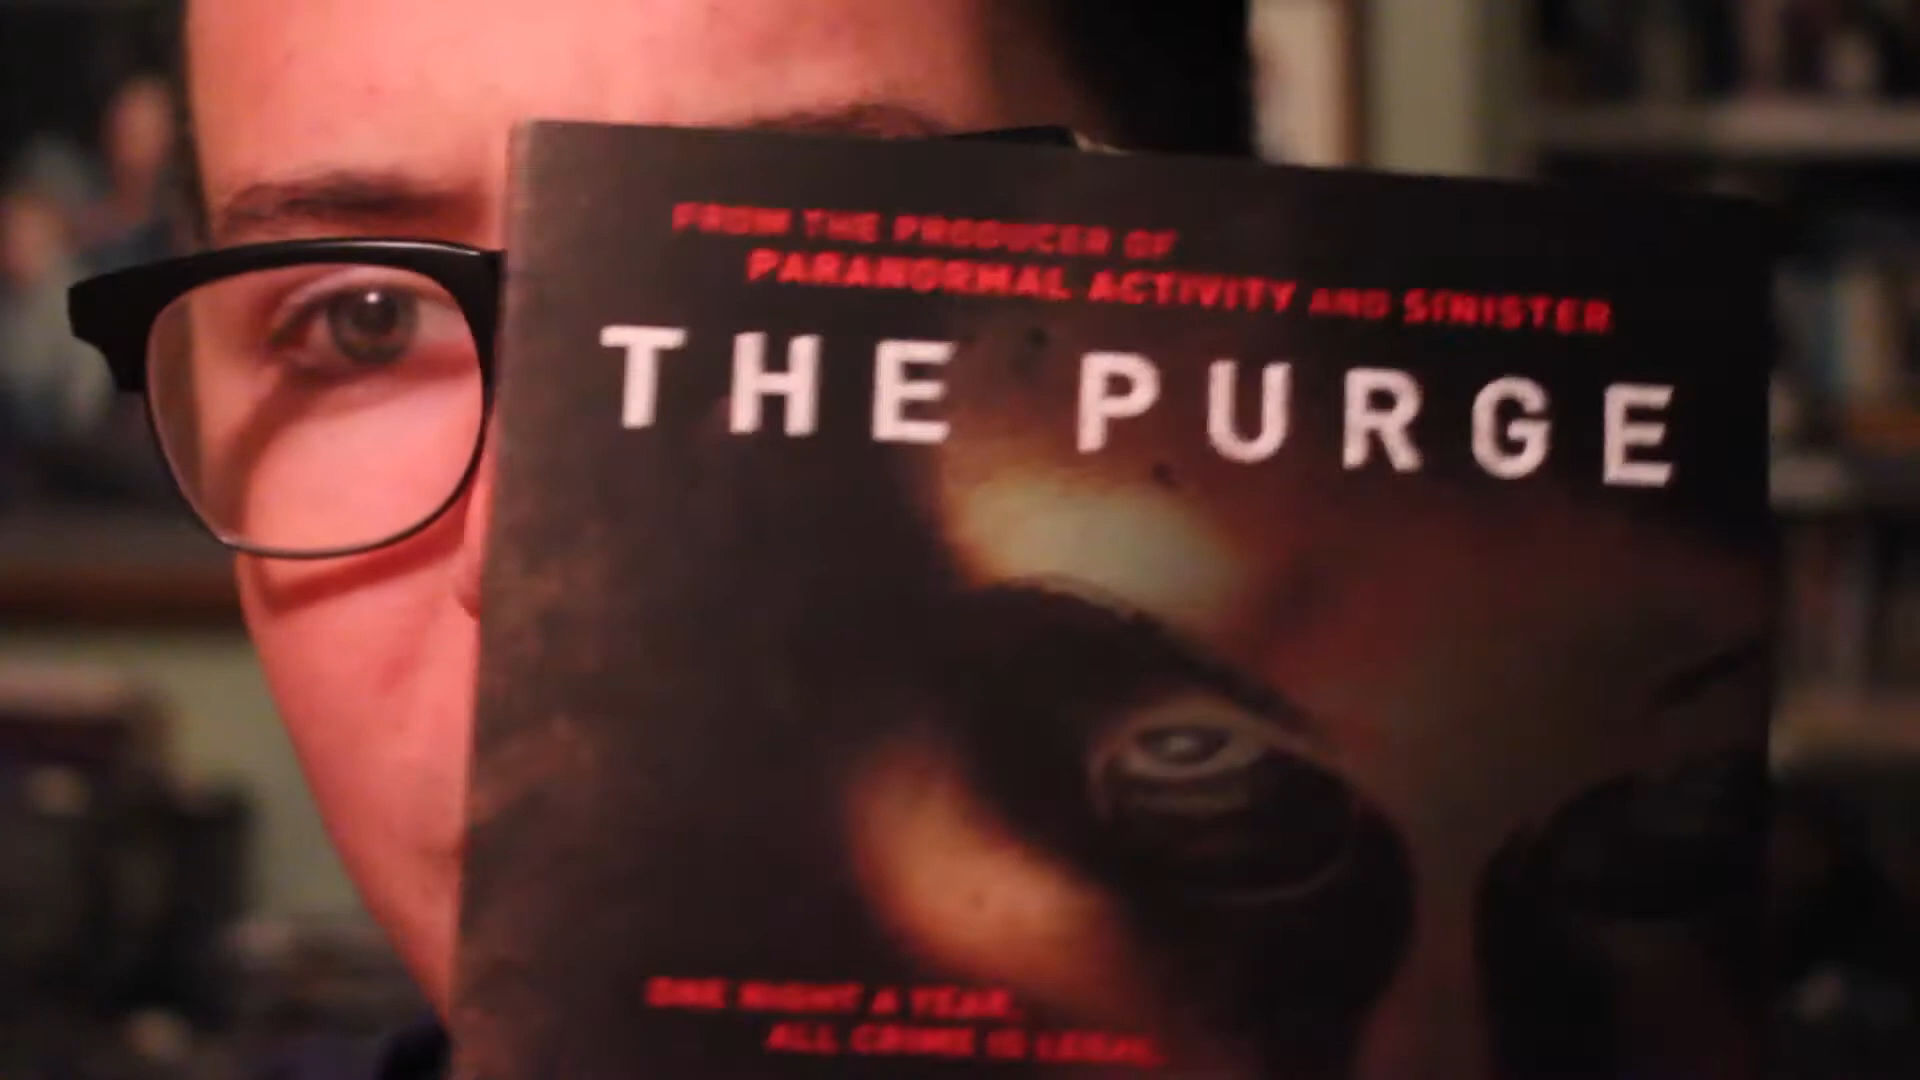 FROM THE PRODUCER OF
PARANORMAL ACTIVITY AND SINISTER
THE PURGE
ONE NIGHT A YEAR,
ALL CRIME IS LEGAL.